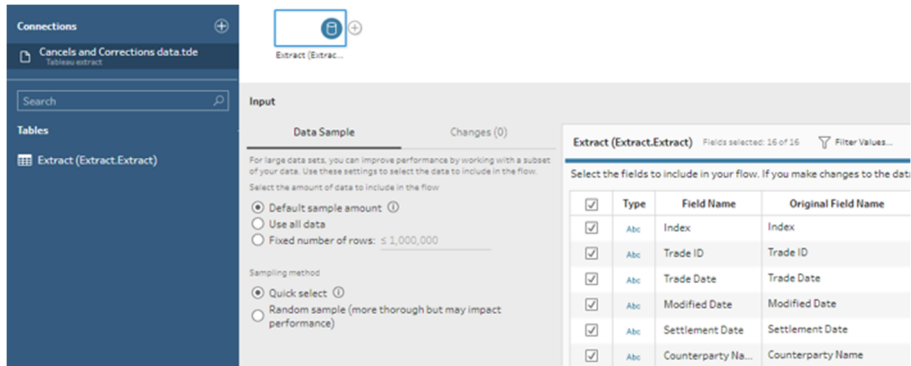 Connections
Cancels and Corrections data.tde
Tableau extract
Search
Tables
Extract (Extract.Extract)
Extract (Extrac...
Input
Data Sample
Changes (0)
For large data sets, you can improve performance by working with a subset
of your data. Use these settings to select the data to include in the flow.
Select the amount of data to include in the flow
Default sample amount
Use all data
Fixed number of rows: ≤ 1,000,000
Sampling method
Quick select
Random sample (more thorough but may impact
performance)
Extract (Extract.Extract) Fields selected: 16 of 16 Filter Values...
Select the fields to include in your flow. If you make changes to the dat
Type Field Name Original Field Name
Abc Index Index
Abc Trade ID Trade ID
Abc Trade Date Trade Date
Abc Modified Date Modified Date
Abc Settlement Date Settlement Date
Abc Counterparty Na... Counterparty Name